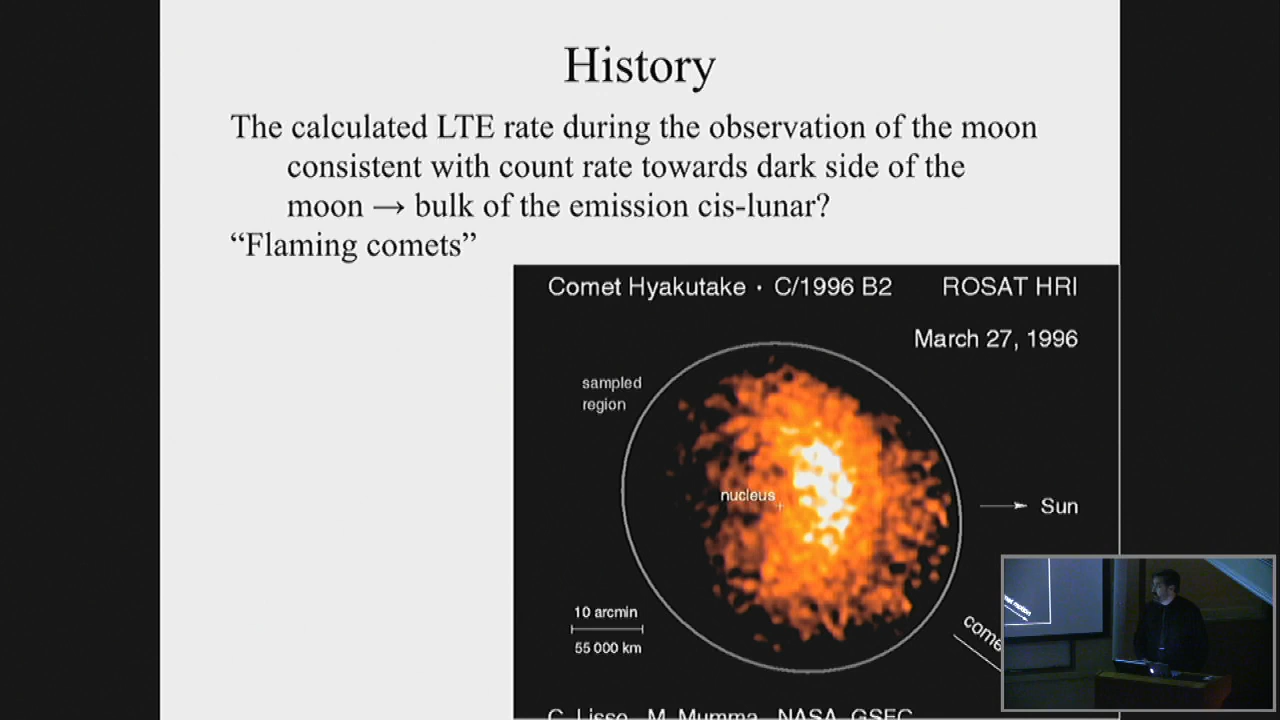 History
The calculated LTE rate during the observation of the moon
consistent with count rate towards dark side of the
moon → bulk of the emission cis-lunar?
“Flaming comets”
Comet Hyakutake · C/1996 B2 ROSAT HRI
March 27, 1996
sampled
region
nucleus
Sun
10 arcmin
55 000 km
C. Lisse, M. Mumma, NASA GSFC
motion